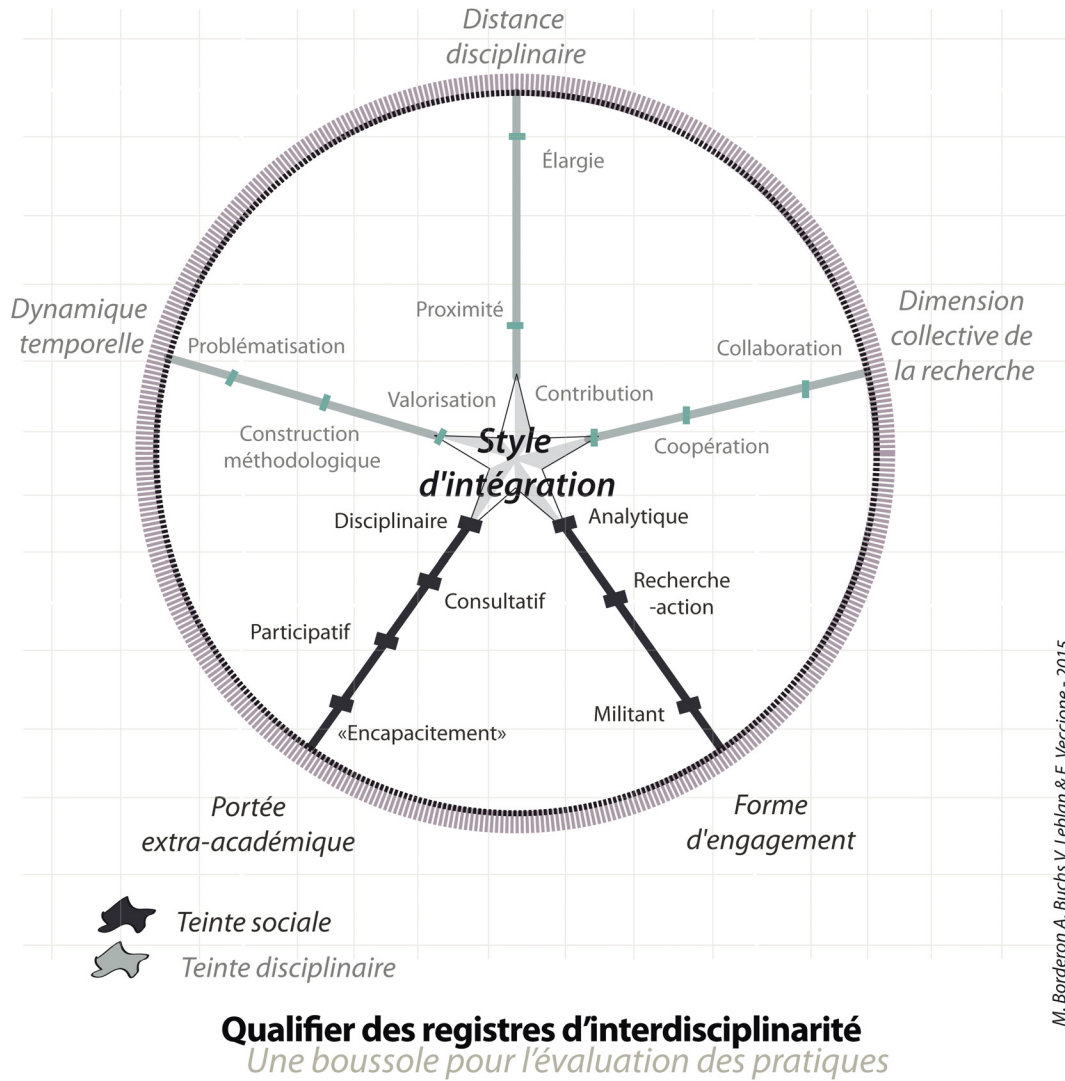 Distance
disciplinaire
Élargie
Proximité
Dynamique
temporelle
Problématisation
Valorisation
Construction
méthodologique
Dimension
collective de
la recherche
Collaboration
Contribution
Coopération
Style
d'intégration
Disciplinaire
Consultatif
Participatif
«Encapacitement»
Analytique
Recherche
-action
Militant
Portée
extra-académique
Forme
d'engagement
Teinte sociale
Teinte disciplinaire
M. Borderon A. Buchs V. Leblan & E. Veccione - 2015
Qualifier des registres d’interdisciplinarité
Une boussole pour l’évaluation des pratiques